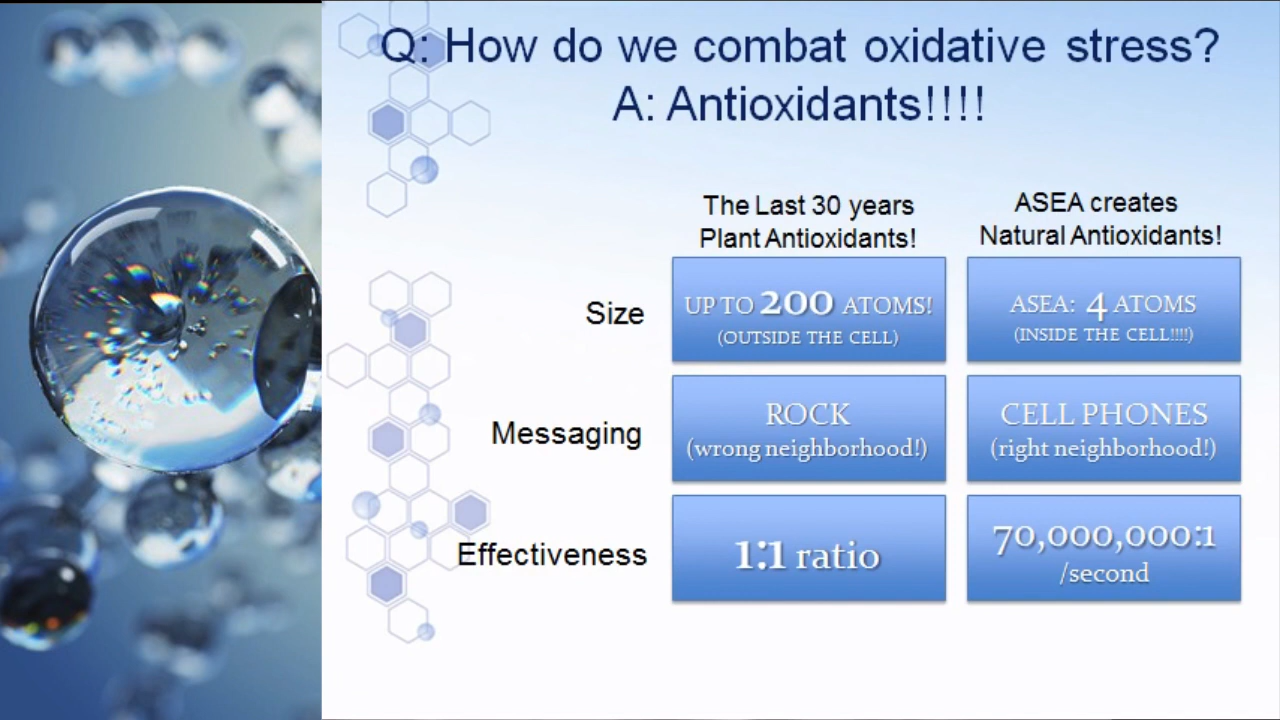 Q: How do we combat oxidative stress?
A: Antioxidants!!!!
The Last 30 years
Plant Antioxidants!
ASEA creates
Natural Antioxidants!
Size
UP TO 200 ATOMS!
(OUTSIDE THE CELL)
ASEA: 4 ATOMS
(INSIDE THE CELL!!!!)
Messaging
ROCK
(wrong neighborhood!)
CELL PHONES
(right neighborhood!)
Effectiveness
1:1 ratio
70,000,000:1
/second